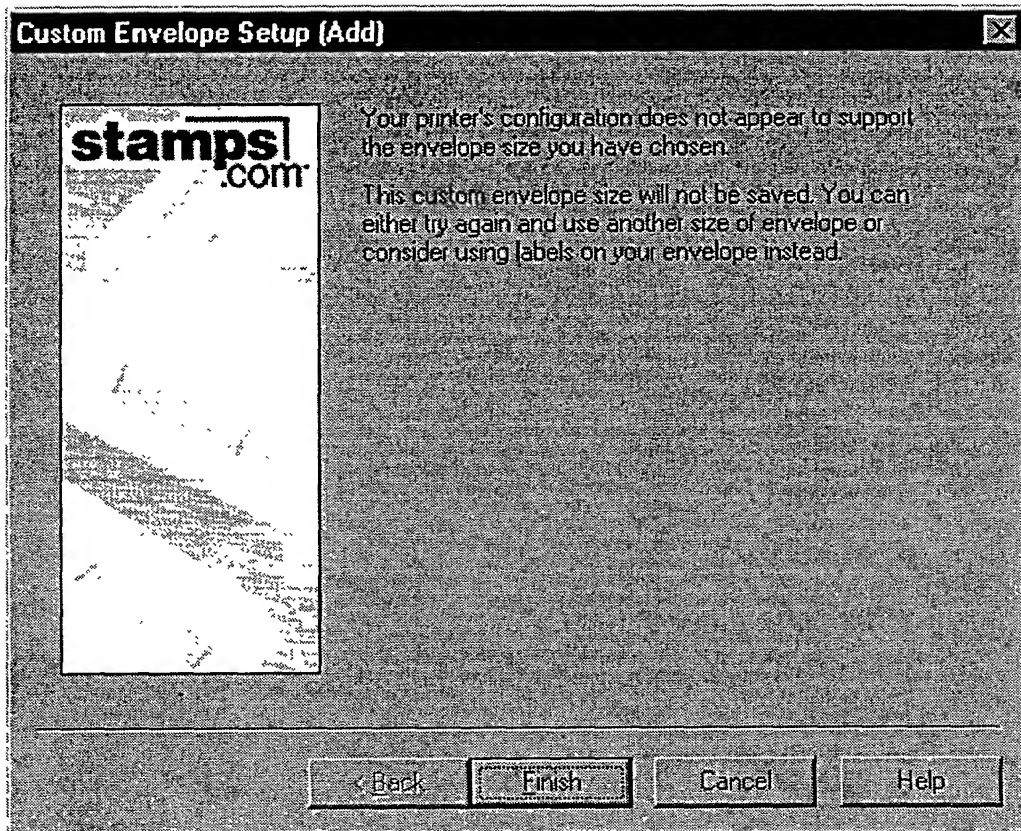 Custom Envelope Setup (Add)
stamps
.com
Your printer's configuration does not appear to support
the envelope size you have chosen.
This custom envelope size will not be saved. You can
either try again and use another size of envelope or
consider using labels on your envelope instead.
< Back
Finish
Cancel
Help